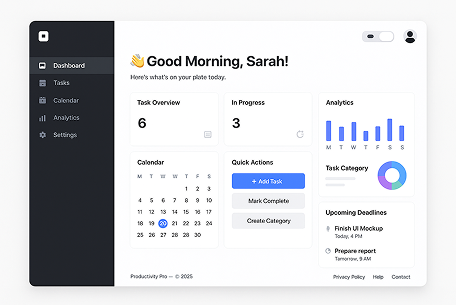 Dashboard
Tasks
Calendar
Analytics
Settings
Good Morning, Sarah!
Here's what's on your plate today.
Task Overview
6
In Progress
3
Analytics
M T W T F S S
Task Category
Calendar
M T W T F S S
1 2 3
4 5 6 7 8 9 10
11 12 13 14 15 16
18 19 20 21 22 23 24
25 26 27 28 30
Quick Actions
+ Add Task
Mark Complete
Create Category
Upcoming Deadlines
Finish UI Mockup
Today, 4 PM
Prepare report
Tomorrow, 9 AM
Productivity Pro — © 2025
Privacy Policy Help Contact